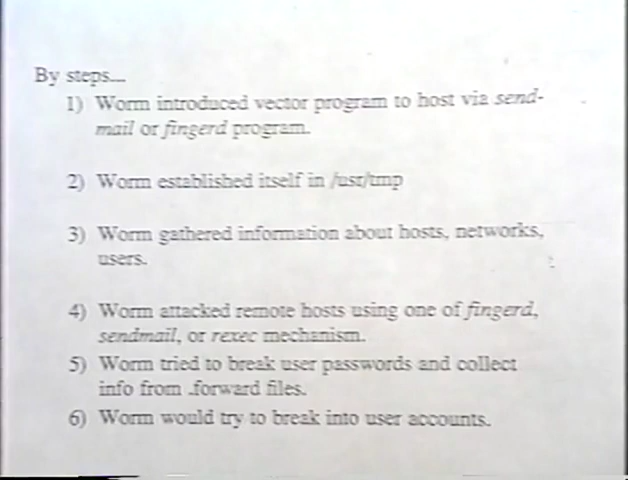 By steps....
1) Worm introduced vector program to host via send-
mail or fingerd program.
2) Worm established itself in /usr/tmp
3) Worm gathered information about hosts, networks,
users.
4) Worm attacked remote hosts using one of fingerd,
sendmail, or rexec mechanism.
5) Worm tried to break user passwords and collect
info from .forward files.
6) Worm would try to break into user accounts.